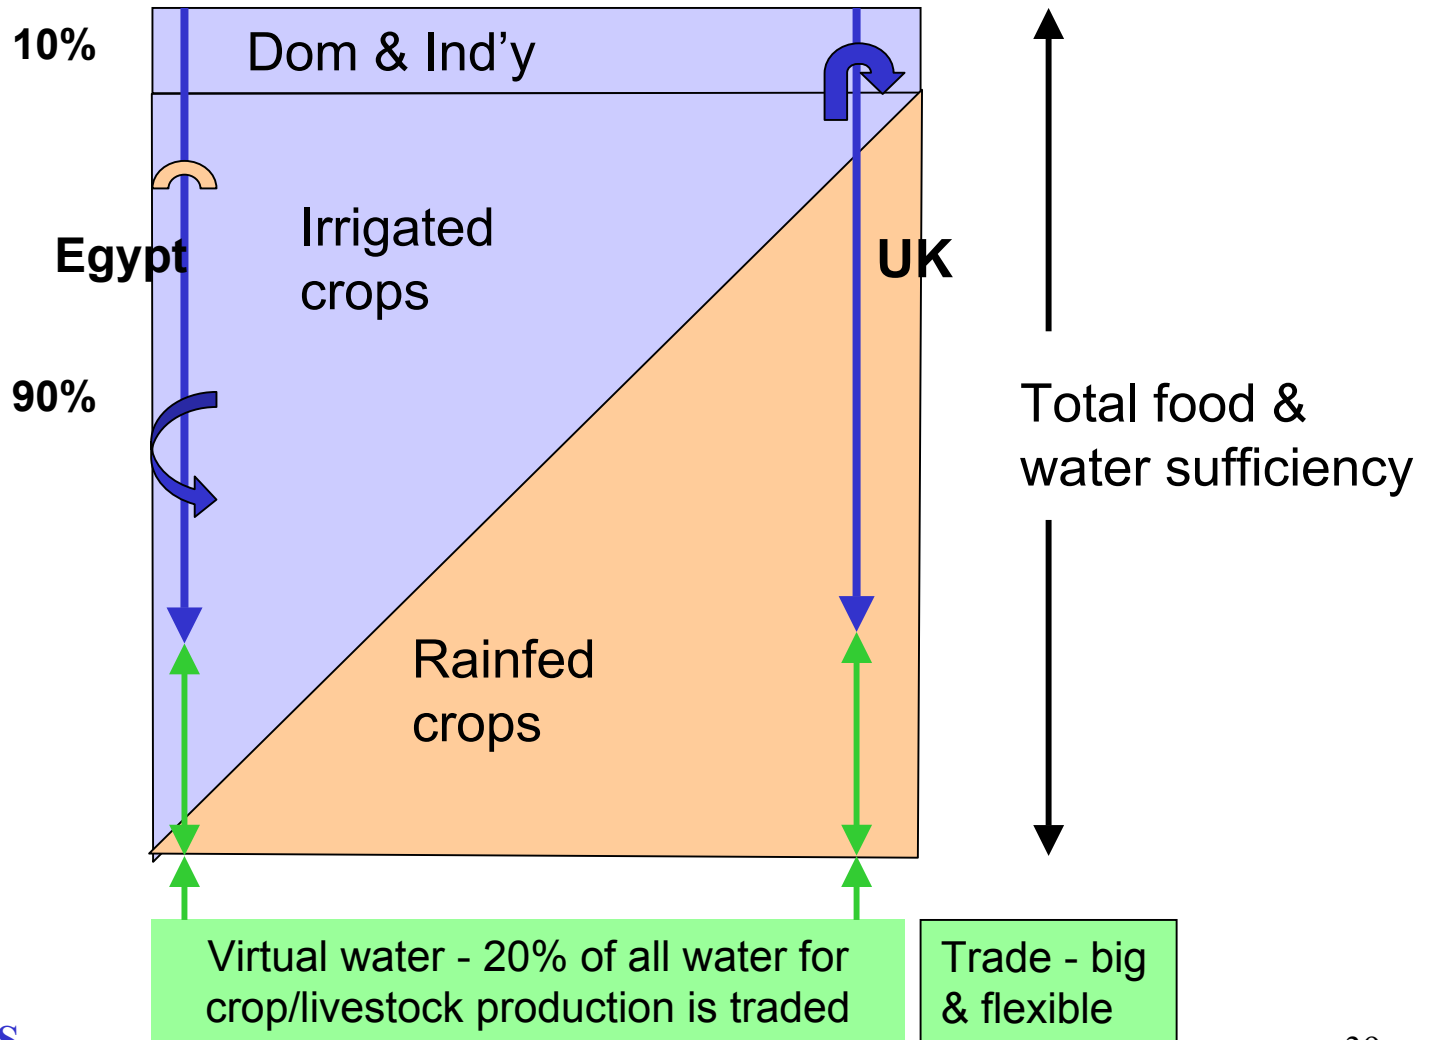 10%
Dom & Ind'y
Irrigated
crops
Egypt
UK
90%
Total food &
water sufficiency
Rainfed
crops
Virtual water - 20% of all water for
crop/livestock production is traded
Trade - big
& flexible